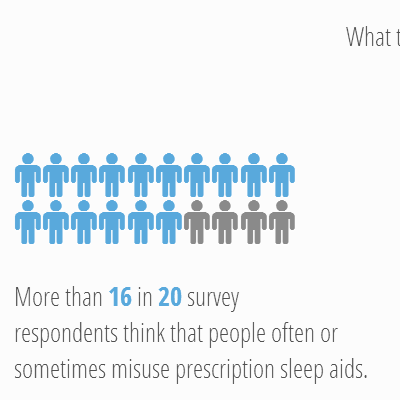 What
More than 16 in 20 survey
respondents think that people often or
sometimes misuse prescription sleep aids.